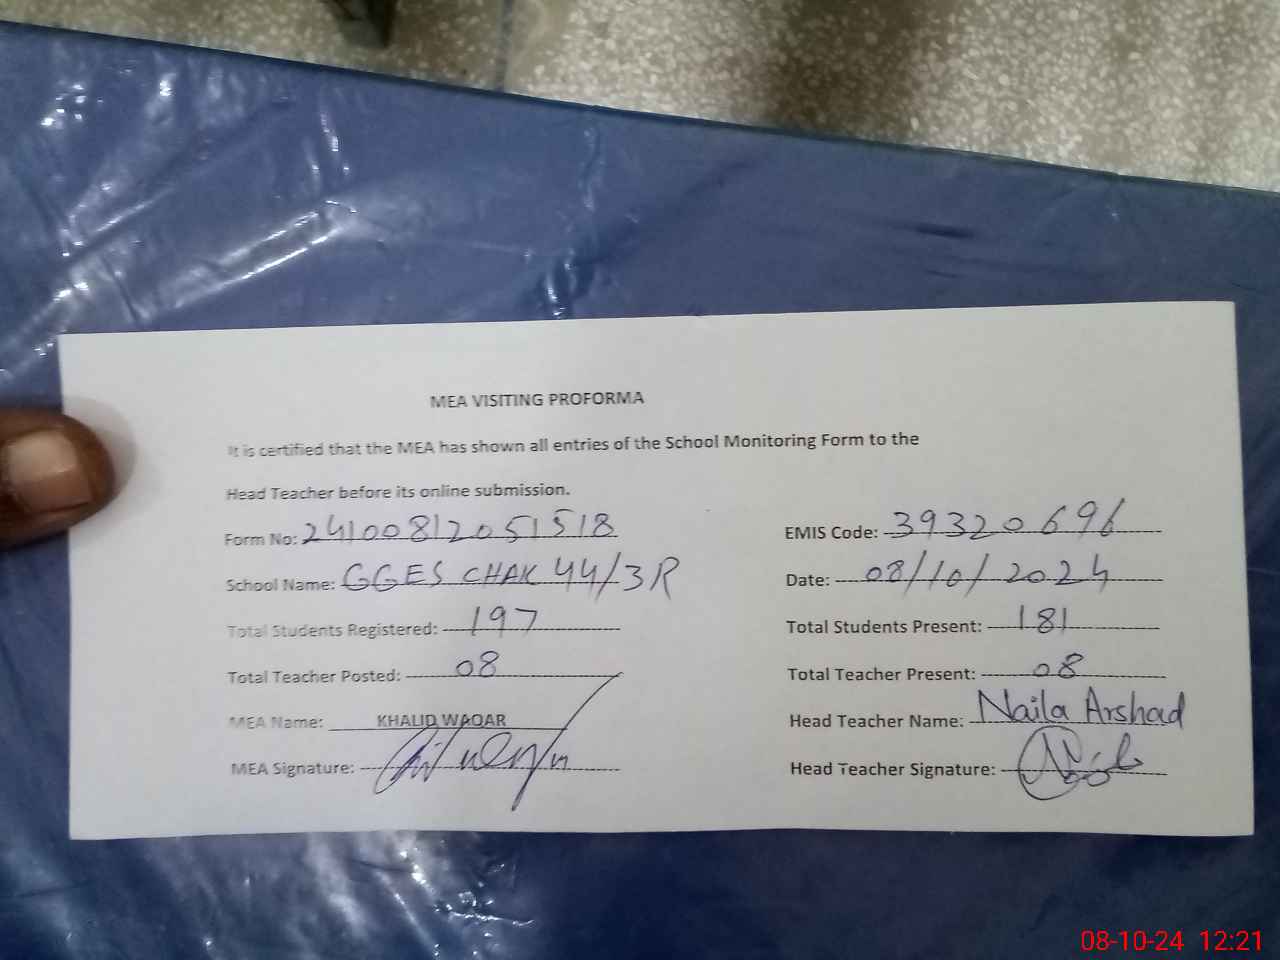 MEA VISITING PROFORMA
It is certified that the MEA has shown all entries of the School Monitoring Form to the
Head Teacher before its online submission.
Form No: 24100812051518 EMIS Code: 39320696
School Name: GGES CHAK 44/3R Date: 08/10/2024
Total Students Registered: 197 Total Students Present: 181
Total Teacher Posted: 08 Total Teacher Present: 08
MEA Name: KHALID WAQAR Head Teacher Name: Naila Arshad
MEA Signature: Head Teacher Signature:
08-10-24 12:21